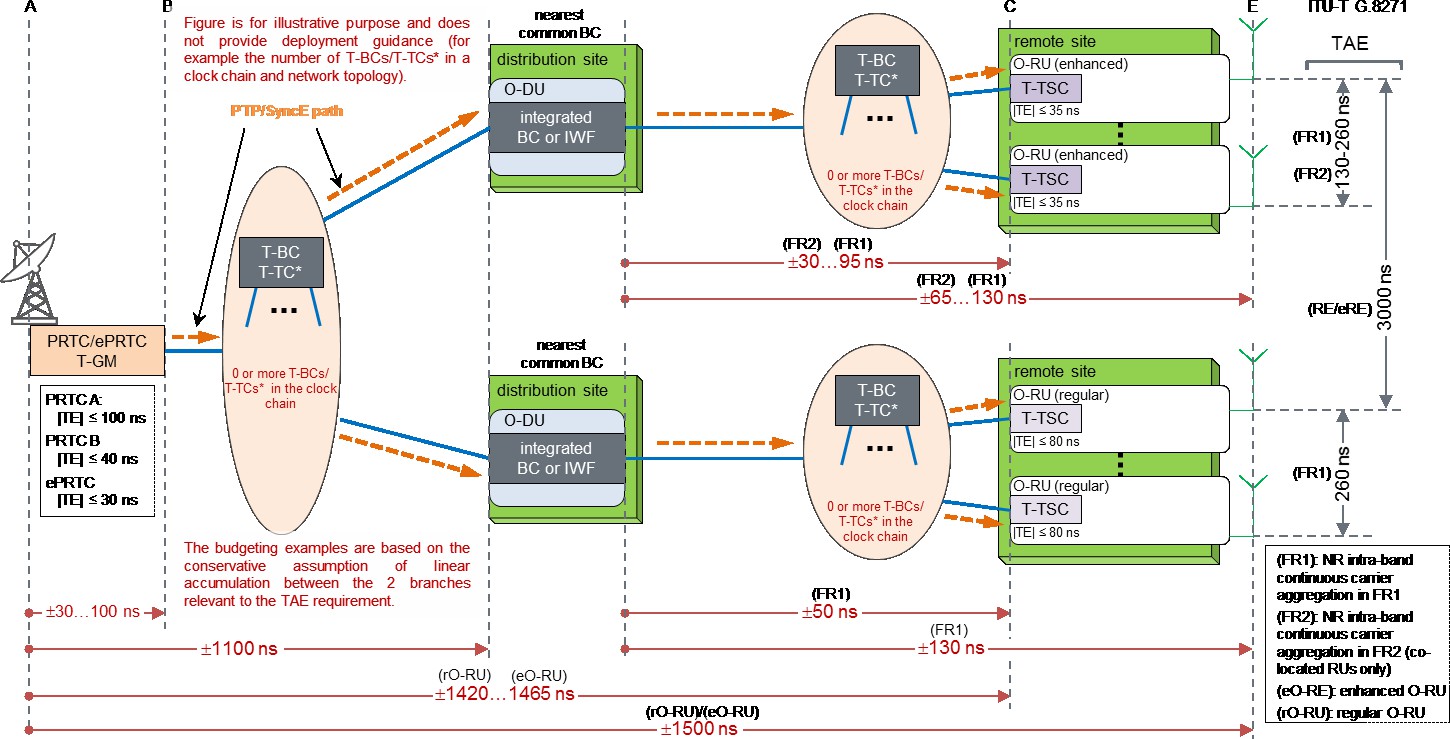 A
B
C
E
ITU-T G.8271
Figure is for illustrative purpose and does
not provide deployment guidance (for
example the number of T-BCs/T-TCs* in a
clock chain and network topology).
PTP/SyncE path
nearest
common BC
distribution site
O-DU
integrated
BC or IWF
T-BC
T-TC*
...
0 or more T-BCs/
T-TCs* in the
clock chain
remote site
O-RU (enhanced)
T-TSC
|TE| ≤ 35 ns
O-RU (enhanced)
T-TSC
|TE| ≤ 35 ns
TAE
(FR1)
(FR2)
130-260 ns
(RE/eRE)
3000 ns
(FR2) (FR1)
±30...95 ns
(FR2) (FR1)
±65...130 ns
T-BC
T-TC*
...
0 or more T-BCs/
T-TCs* in the clock
chain
PRTC/ePRTC
T-GM
PRTC A:
|TE| ≤ 100 ns
PRTC B
|TE| ≤ 40 ns
ePRTC
|TE| ≤ 30 ns
nearest
common BC
distribution site
O-DU
integrated
BC or IWF
T-BC
T-TC*
...
0 or more T-BCs/
T-TCs* in the
clock chain
remote site
O-RU (regular)
T-TSC
|TE| ≤ 80 ns
O-RU (regular)
T-TSC
|TE| ≤ 80 ns
(FR1)
260 ns
The budgeting examples are based on the
conservative assumption of linear
accumulation between the 2 branches
relevant to the TAE requirement.
±30...100 ns
(FR1)
±50 ns
±1100 ns
(FR1)
±130 ns
(rO-RU) (eO-RU)
±1420...1465 ns
(rO-RU)/(eO-RU)
±1500 ns
(FR1): NR intra-band
continuous carrier
aggregation in FR1
(FR2): NR intra-band
continuous carrier
aggregation in FR2 (co-
located RUs only)
(eO-RE): enhanced O-RU
(rO-RU): regular O-RU